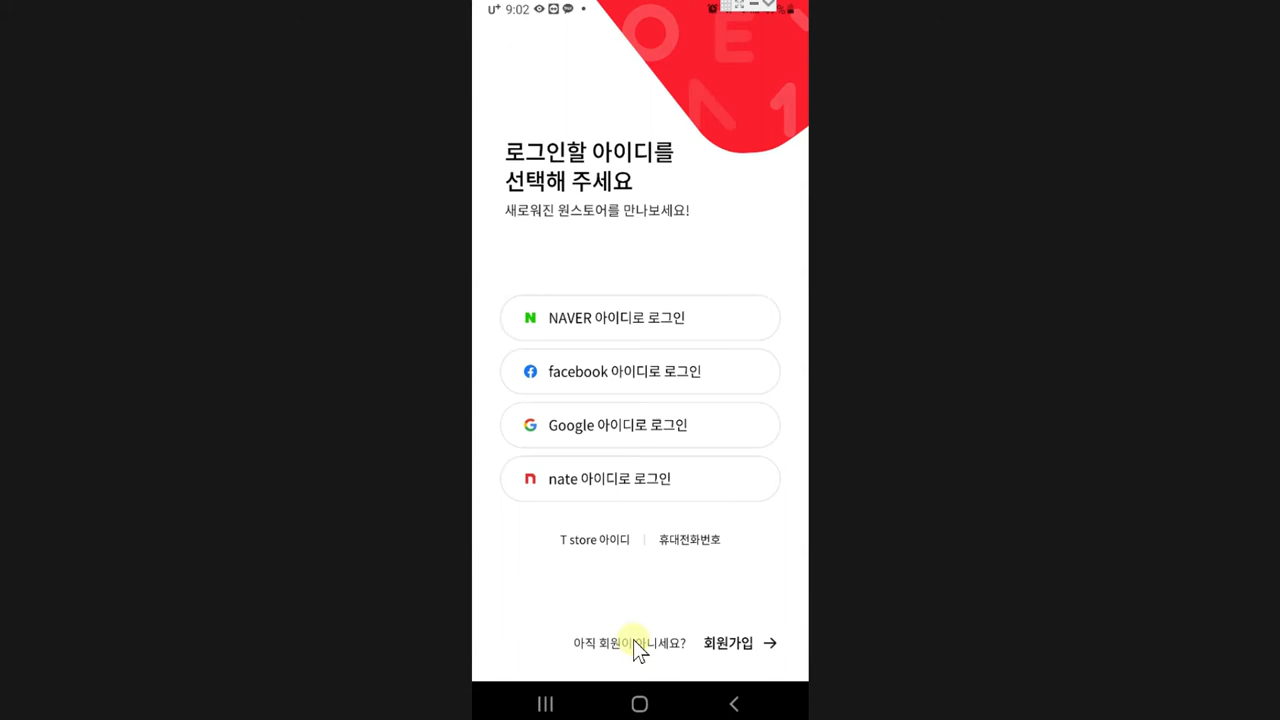 U+ 9:02
O E
N 1
로그인할 아이디를
선택해 주세요
새로워진 원스토어를 만나보세요!
NAVER 아이디로 로그인
facebook 아이디로 로그인
Google 아이디로 로그인
nate 아이디로 로그인
T store 아이디 | 휴대전화번호
아직 회원이 아니세요? 회원가입 →